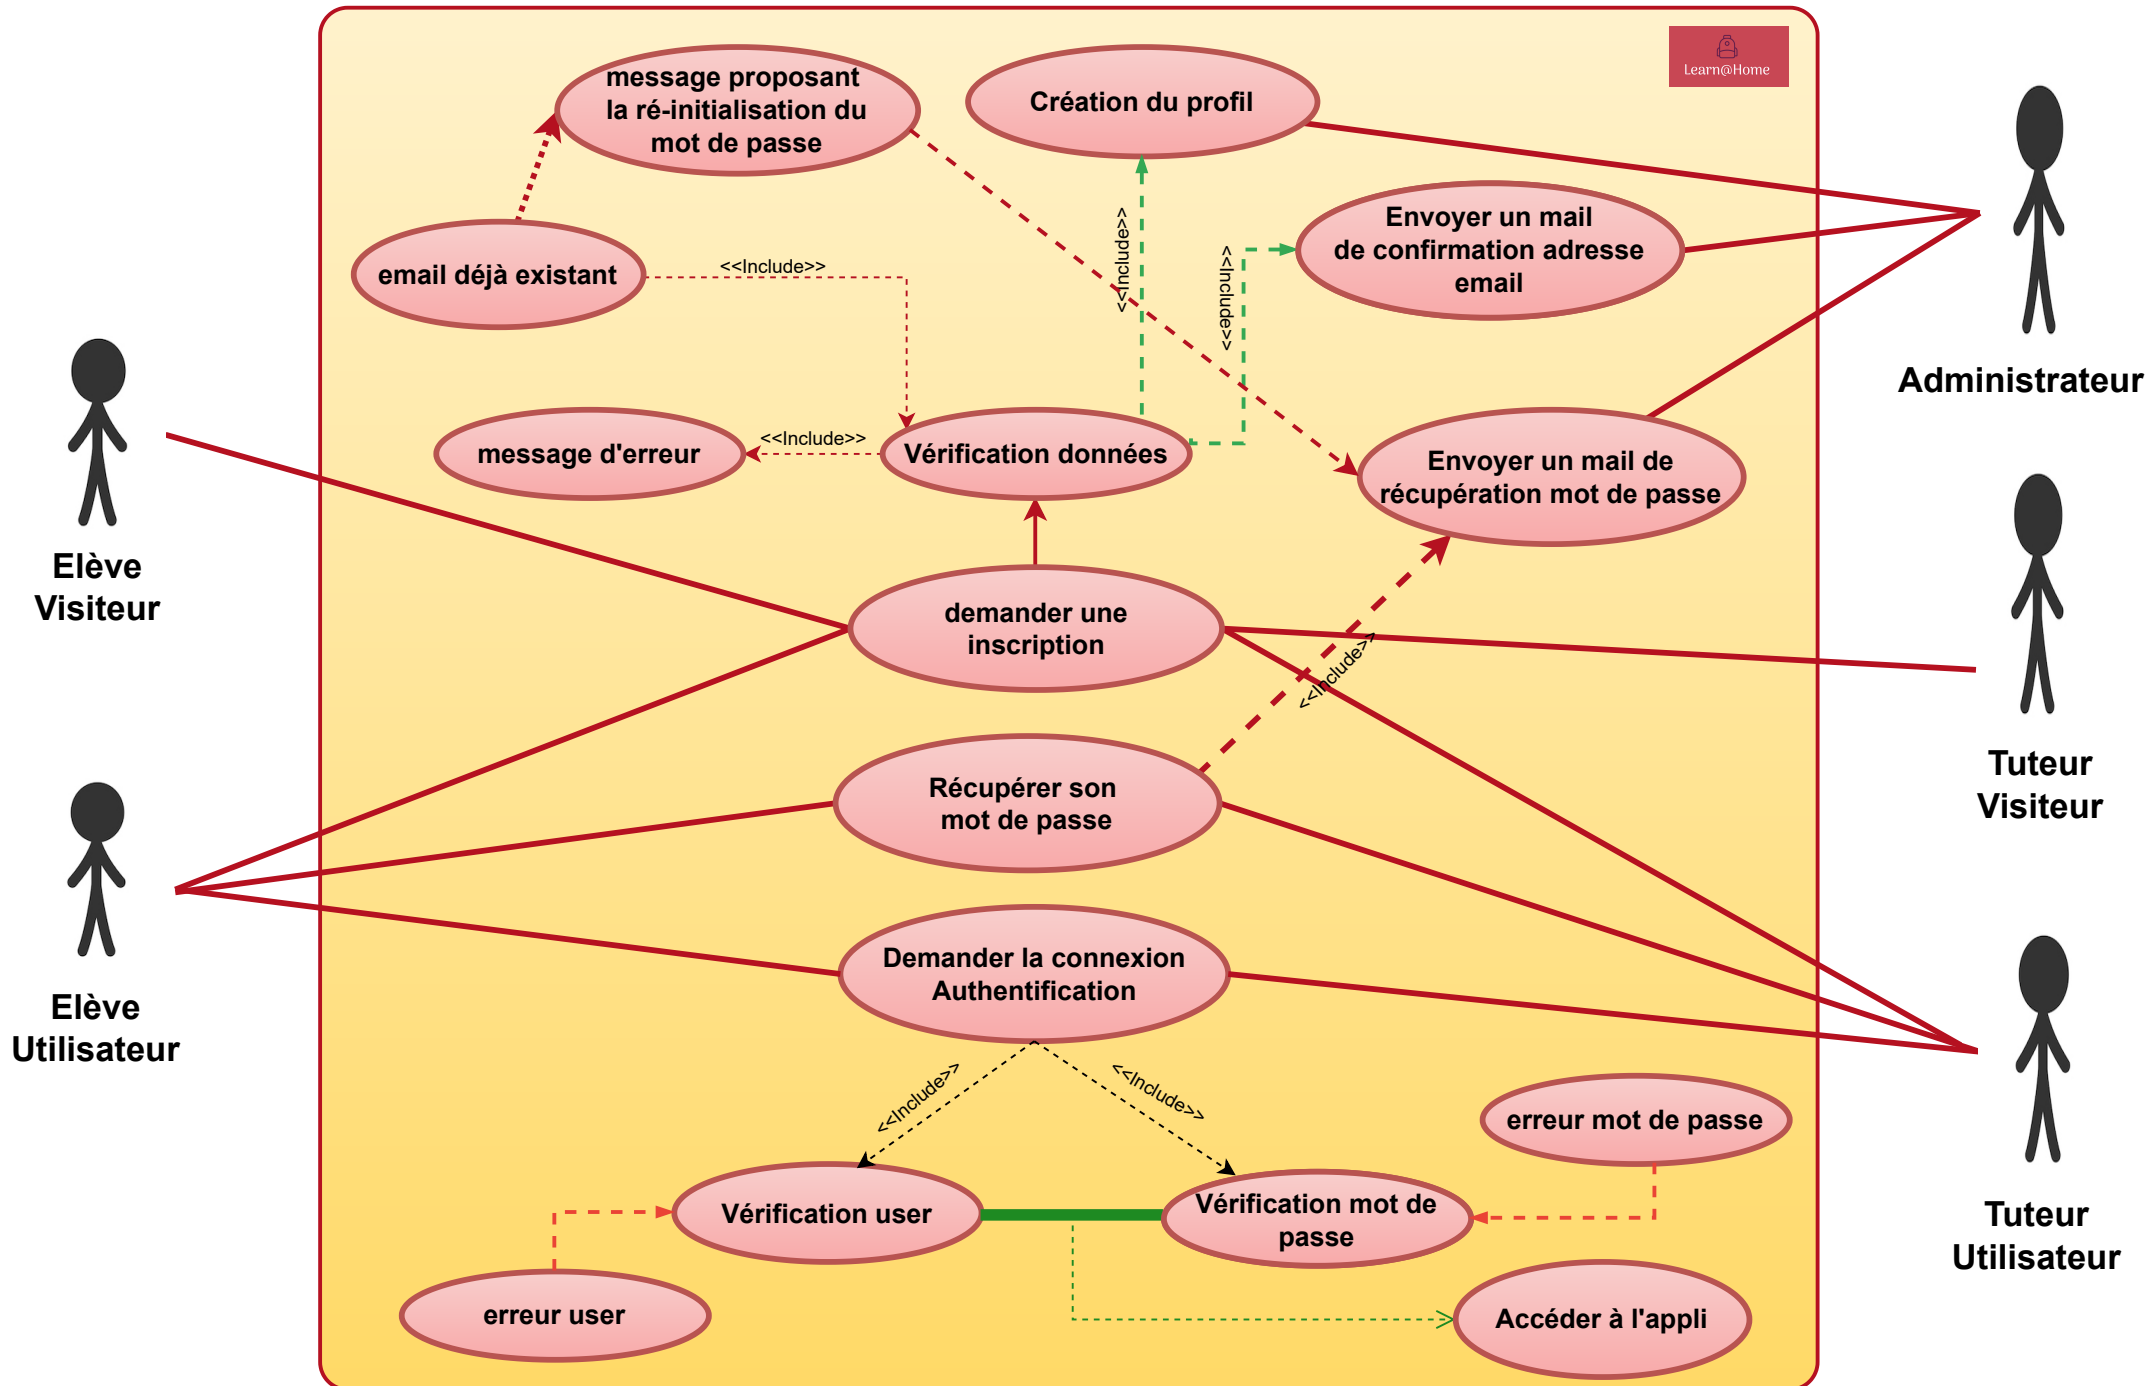 Learn@Home
message proposant
la ré-initialisation du
mot de passe
Création du profil
Envoyer un mail
de confirmation adresse
email
email déjà existant
<<Include>>
<<Include>>
<<Include>>
Administrateur
message d'erreur
<<Include>>
Vérification données
Envoyer un mail de
récupération mot de passe
Elève
Visiteur
demander une
inscription
<<Include>>
Récupérer son
mot de passe
Tuteur
Visiteur
Demander la connexion
Authentification
Elève
Utilisateur
<<Include>>
<<Include>>
erreur mot de passe
Vérification user
Vérification mot de
passe
Tuteur
Utilisateur
erreur user
Accéder à l'appli